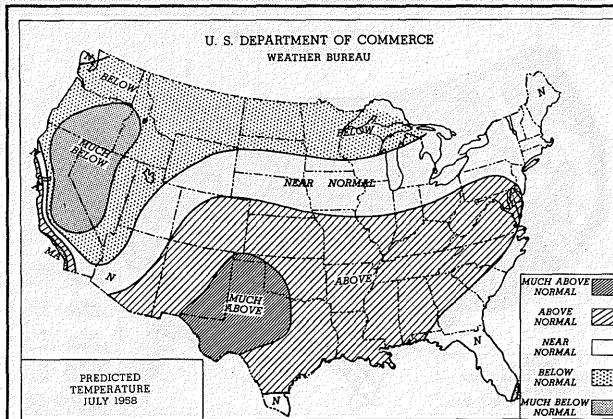 U. S. DEPARTMENT OF COMMERCE
WEATHER BUREAU
N
BELOW
BELOW
N
N
MUCH
BELOW
NEAR NORMAL
A
A
MA
N
ABOVE
MUCH
ABOVE
N
N
MUCH ABOVE
NORMAL
ABOVE
NORMAL
NEAR
NORMAL
BELOW
NORMAL
MUCH BELOW
NORMAL
PREDICTED
TEMPERATURE
JULY 1958